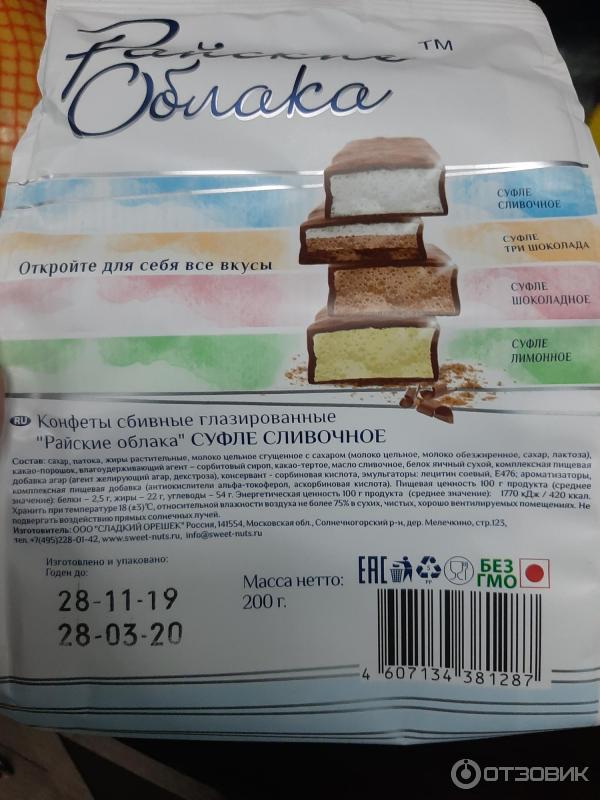 Райские TM
Облака
СУФЛЕ
СЛИВОЧНОЕ
СУФЛЕ
ТРИ ШОКОЛАДА
Откройте для себя все вкусы
СУФЛЕ
ШОКОЛАДНОЕ
СУФЛЕ
ЛИМОННОЕ
RU Конфеты сбивные глазированные
"Райские облака" СУФЛЕ СЛИВОЧНОЕ
Состав: сахар, патока, жиры растительные, молоко цельное сгущенное с сахаром (молоко цельное, молоко обезжиренное, сахар, лактоза),
какао-порошок, влагоудерживающий агент – сорбитовый сироп, какао-тертое, масло сливочное, белок яичный сухой, комплексная пищевая
добавка агар (агент желирующий агар, декстроза), консервант - сорбиновая кислота, эмульгаторы: лецитин соевый, Е476; ароматизаторы,
комплексная пищевая добавка (антиокислители альфа-токоферол, аскорбиновая кислота). Пищевая ценность 100 г продукта (среднее
значение): белки – 2,5 г, жиры – 22 г, углеводы – 54 г. Энергетическая ценность 100 г продукта (среднее значение): 1770 кДж / 420 ккал.
Хранить при температуре 18 (±3)°С, относительной влажности воздуха не более 75% в сухих, чистых, хорошо вентилируемых помещениях. Не
подвергать воздействию прямых солнечных лучей.
Изготовитель: ООО "СЛАДКИЙ ОРЕШЕК" Россия, 141554, Московская обл., Солнечногорский р-н, дер. Мелечкино, стр.123,
тел. +7(495)228-01-42, www.sweet-nuts.ru, info@sweet-nuts.ru
Изготовлено и упаковано:
Годен до:
28-11-19
28-03-20
Масса нетто:
200 г.
EAC 5 PP БЕЗ
ГМО
4 607134 381287
ОТЗОВИК